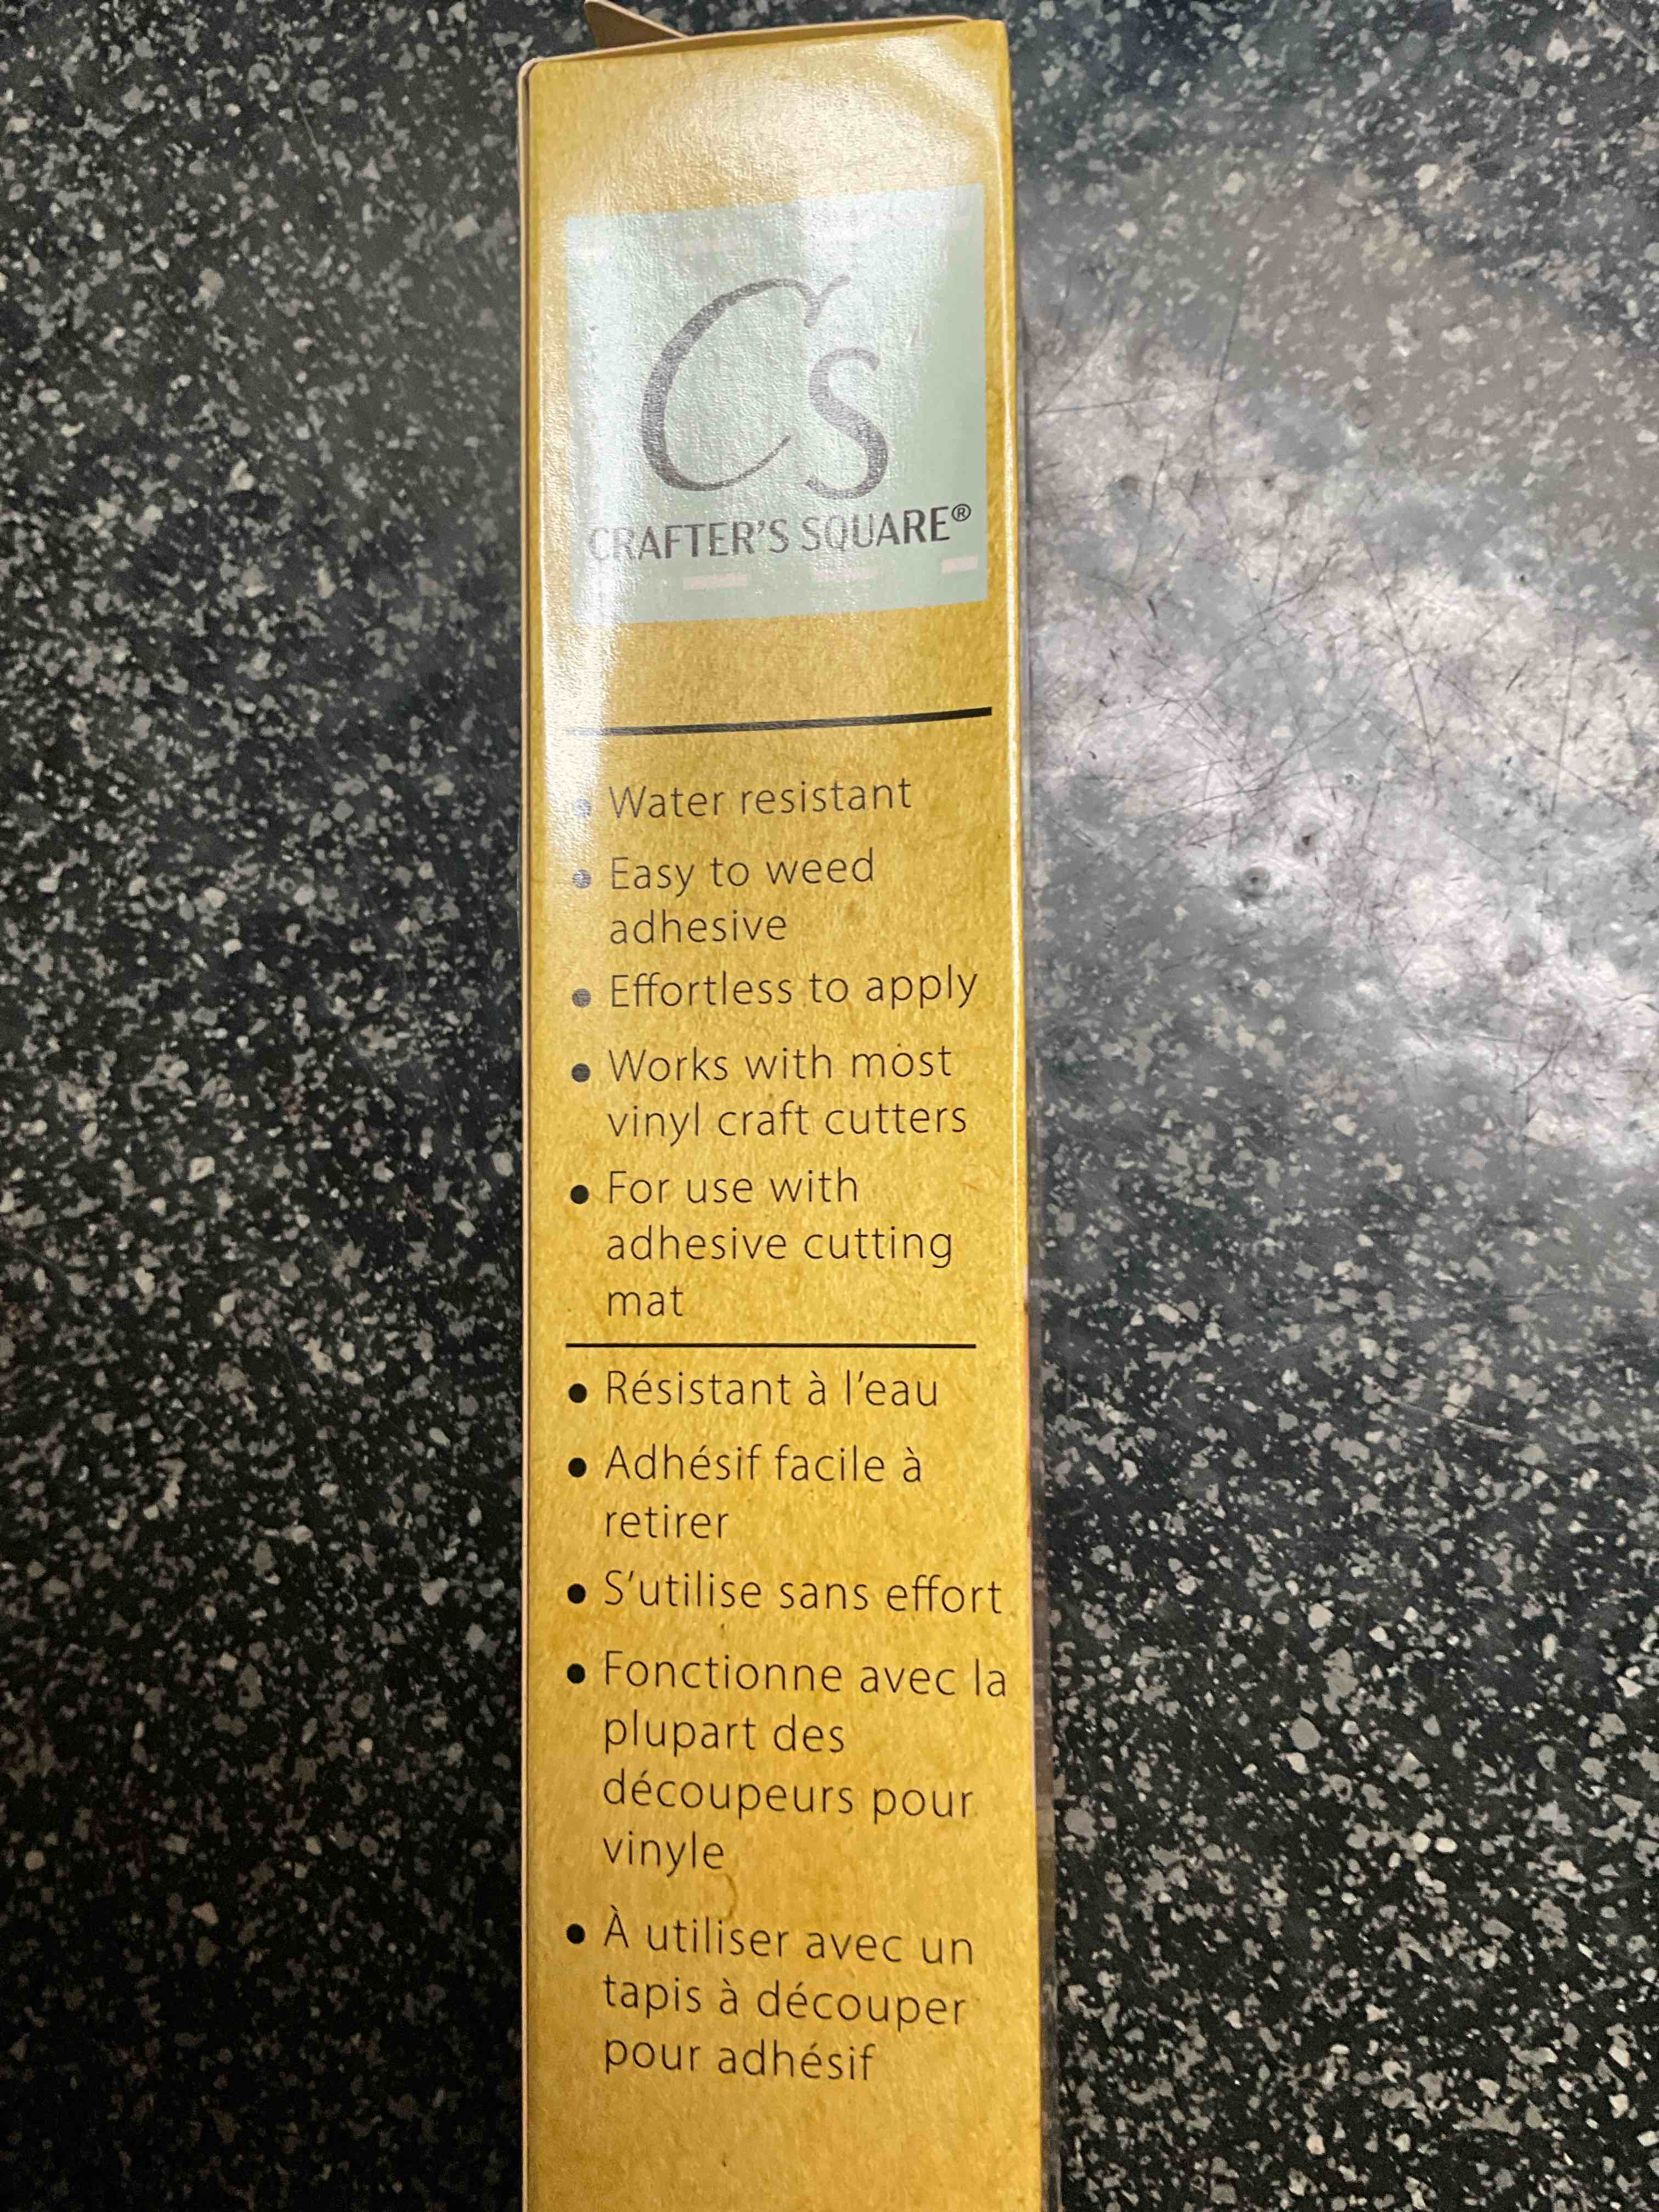 Cs
CRAFTER'S SQUARE®
• Water resistant
• Easy to weed
adhesive
• Effortless to apply
• Works with most
vinyl craft cutters
• For use with
adhesive cutting
mat
• Résistant à l'eau
• Adhésif facile à
retirer
• S'utilise sans effort
• Fonctionne avec la
plupart des
découpeurs pour
vinyle
• À utiliser avec un
tapis à découper
pour adhésif